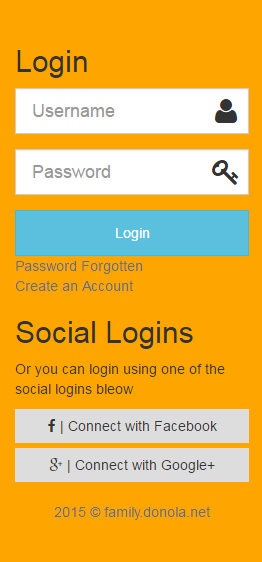 Login
Username
Password
Login
Password Forgotten
Create an Account
Social Logins
Or you can login using one of the
social logins bleow
f | Connect with Facebook
g+ | Connect with Google+
2015 © family.donola.net